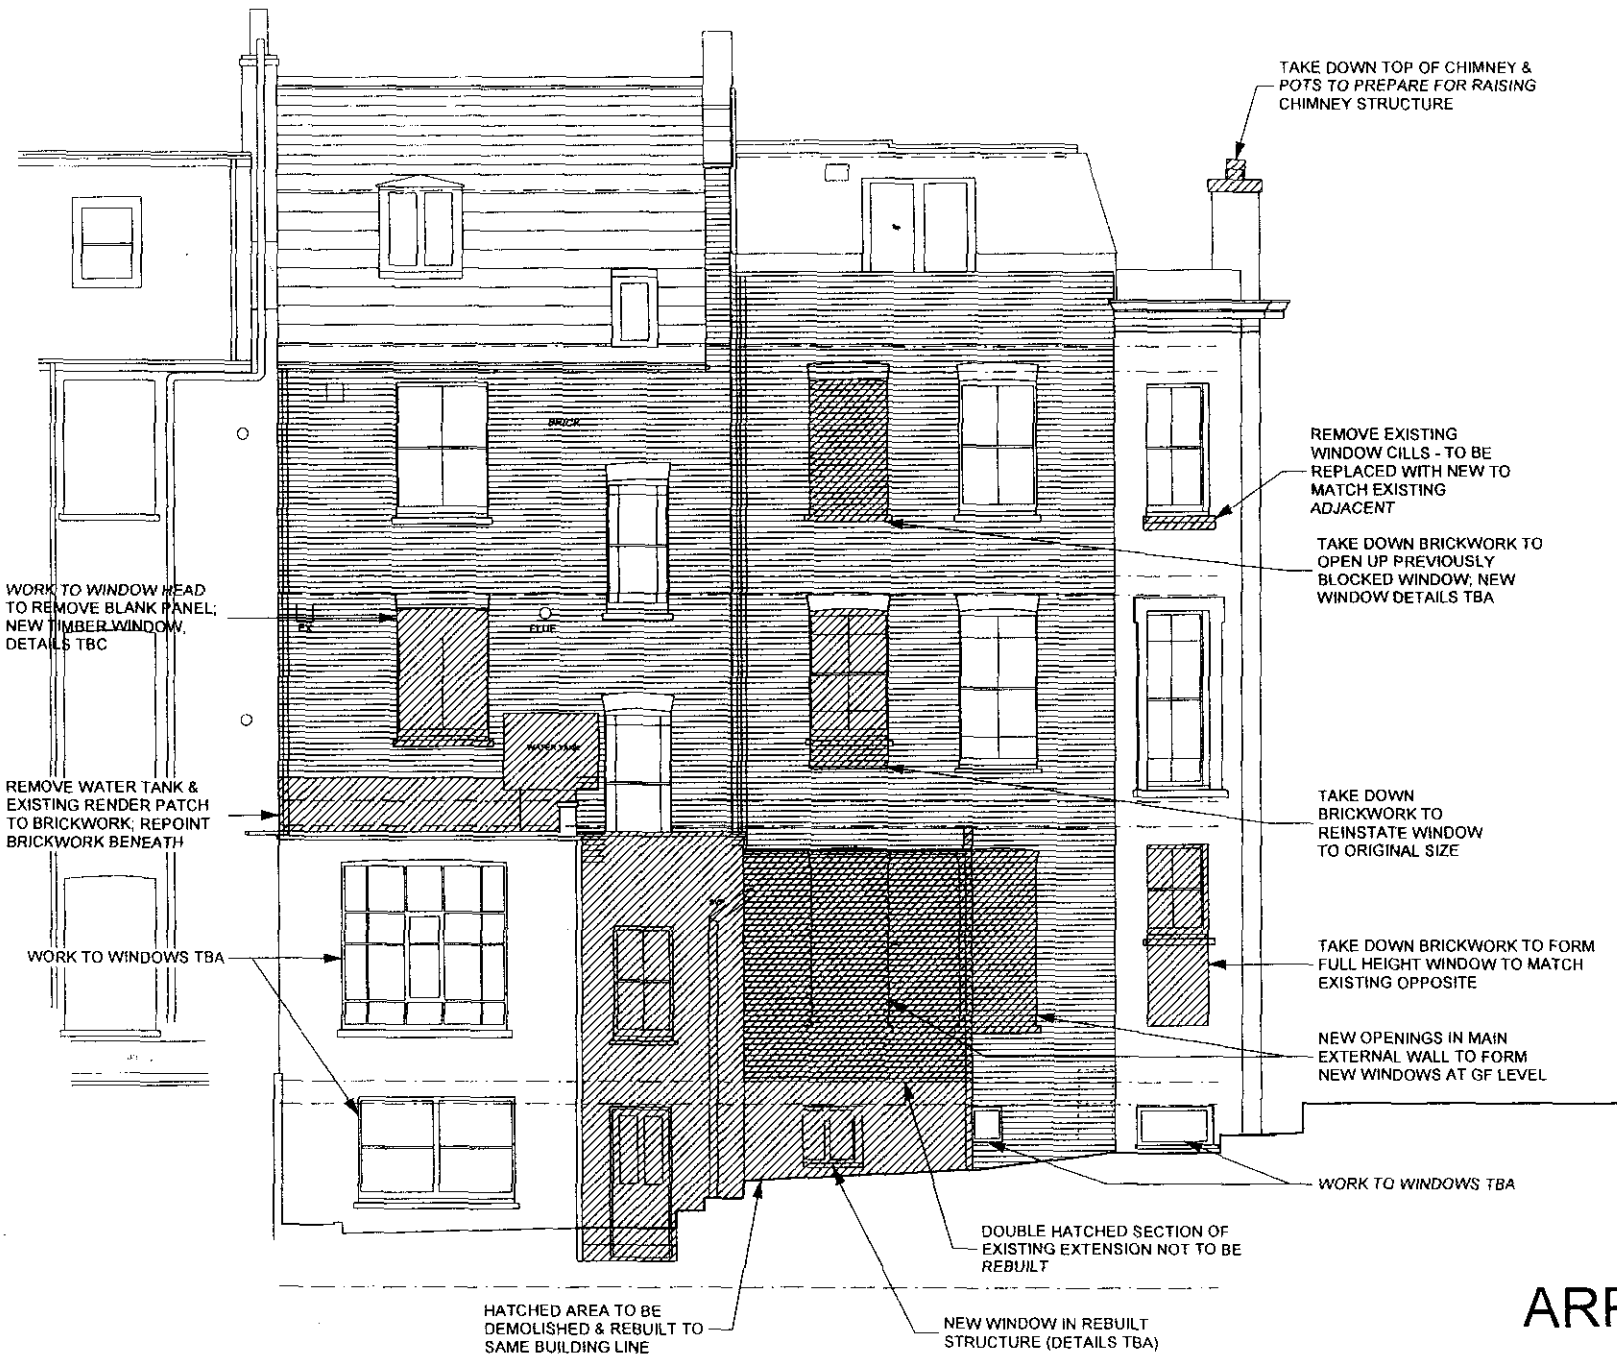 TAKE DOWN TOP OF CHIMNEY &
POTS TO PREPARE FOR RAISING
CHIMNEY STRUCTURE
REMOVE EXISTING
WINDOW CILLS - TO BE
REPLACED WITH NEW TO
MATCH EXISTING
ADJACENT
BRICK
TAKE DOWN BRICKWORK TO
OPEN UP PREVIOUSLY
BLOCKED WINDOW; NEW
WINDOW DETAILS TBA
WORK TO WINDOW HEAD
TO REMOVE BLANK PANEL;
NEW TIMBER WINDOW,
DETAILS TBC
FLUE
WATER TANK
REMOVE WATER TANK &
EXISTING RENDER PATCH
TO BRICKWORK; REPOINT
BRICKWORK BENEATH
TAKE DOWN
BRICKWORK TO
REINSTATE WINDOW
TO ORIGINAL SIZE
WORK TO WINDOWS TBA
TAKE DOWN BRICKWORK TO FORM
FULL HEIGHT WINDOW TO MATCH
EXISTING OPPOSITE
NEW OPENINGS IN MAIN
EXTERNAL WALL TO FORM
NEW WINDOWS AT GF LEVEL
WORK TO WINDOWS TBA
DOUBLE HATCHED SECTION OF
EXISTING EXTENSION NOT TO BE
REBUILT
HATCHED AREA TO BE
DEMOLISHED & REBUILT TO
SAME BUILDING LINE
NEW WINDOW IN REBUILT
STRUCTURE (DETAILS TBA)